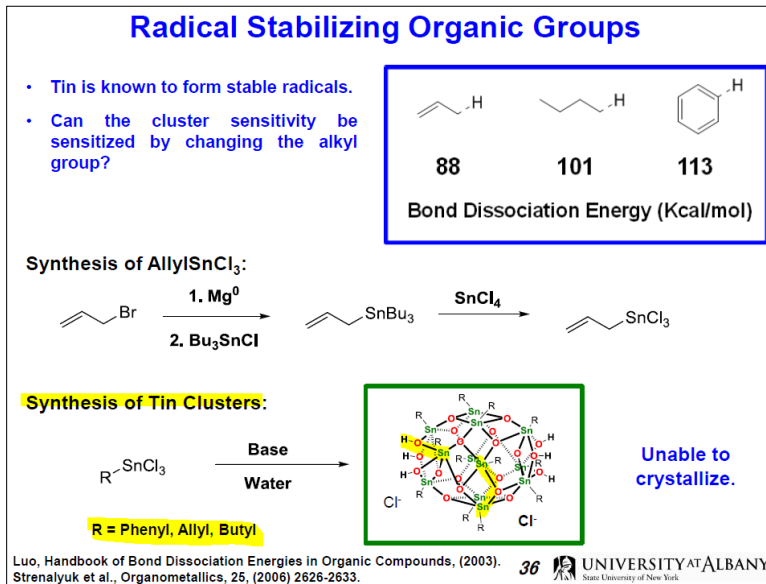 Radical Stabilizing Organic Groups
• Tin is known to form stable radicals.
• Can the cluster sensitivity be
sensitized by changing the alkyl
group?
H H H
88 101 113
Bond Dissociation Energy (Kcal/mol)
Synthesis of AllylSnCl₃:
Br
1. Mg⁰
2. Bu₃SnCl
SnBu₃
SnCl₄
SnCl₃
Synthesis of Tin Clusters:
R SnCl₃
Base
Water
R = Phenyl, Allyl, Butyl
Cl⁻
Cl⁻
Unable to
crystallize.
Luo, Handbook of Bond Dissociation Energies in Organic Compounds, (2003).
Strenalyuk et al., Organometallics, 25, (2006) 2626-2633.
36
UNIVERSITY AT ALBANY
State University of New York